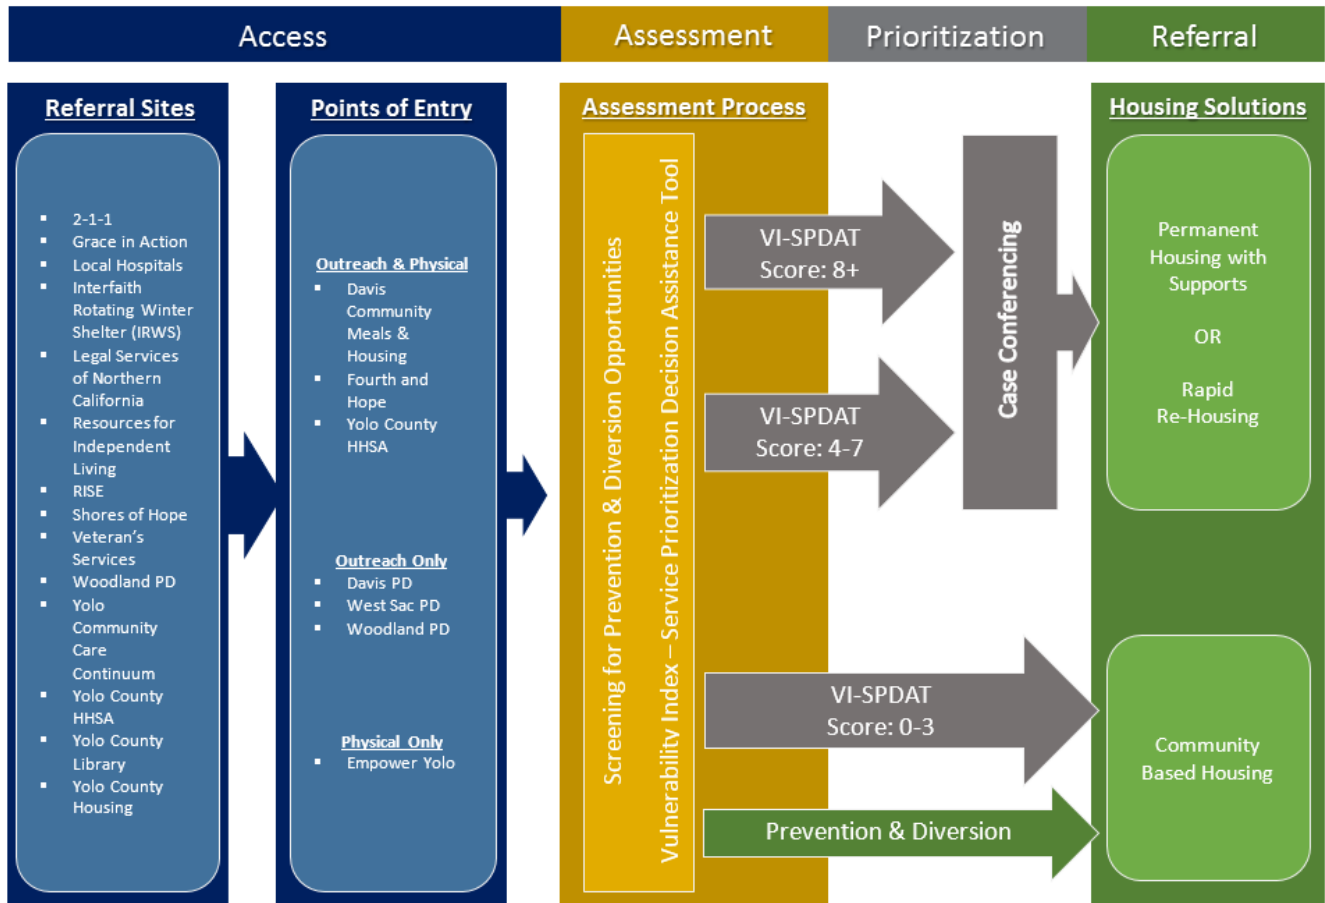 Access
Assessment
Prioritization
Referral
Referral Sites
▪ 2-1-1
▪ Grace in Action
▪ Local Hospitals
▪ Interfaith
Rotating Winter
Shelter (IRWS)
▪ Legal Services
of Northern
California
▪ Resources for
Independent
Living
▪ RISE
▪ Shores of Hope
▪ Veteran's
Services
▪ Woodland PD
▪ Yolo
Community
Care
Continuum
▪ Yolo County
HHSA
▪ Yolo County
Library
▪ Yolo County
Housing
Points of Entry
Outreach & Physical
▪ Davis
Community
Meals &
Housing
▪ Fourth and
Hope
▪ Yolo County
HHSA
Outreach Only
▪ Davis PD
▪ West Sac PD
▪ Woodland PD
Physical Only
▪ Empower Yolo
Assessment Process
Screening for Prevention & Diversion Opportunities
Vulnerability Index – Service Prioritization Decision Assistance Tool
VI-SPDAT
Score: 8+
VI-SPDAT
Score: 4-7
Case Conferencing
VI-SPDAT
Score: 0-3
Prevention & Diversion
Housing Solutions
Permanent
Housing with
Supports
OR
Rapid
Re-Housing
Community
Based Housing